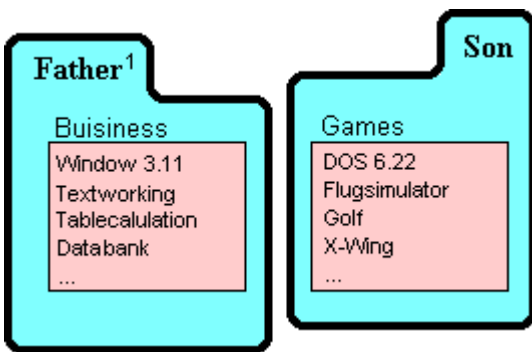 Father¹
Buisiness
Window 3.11
Textworking
Tablecalulation
Databank
...
Son
Games
DOS 6.22
Flugsimulator
Golf
X-Wing
...